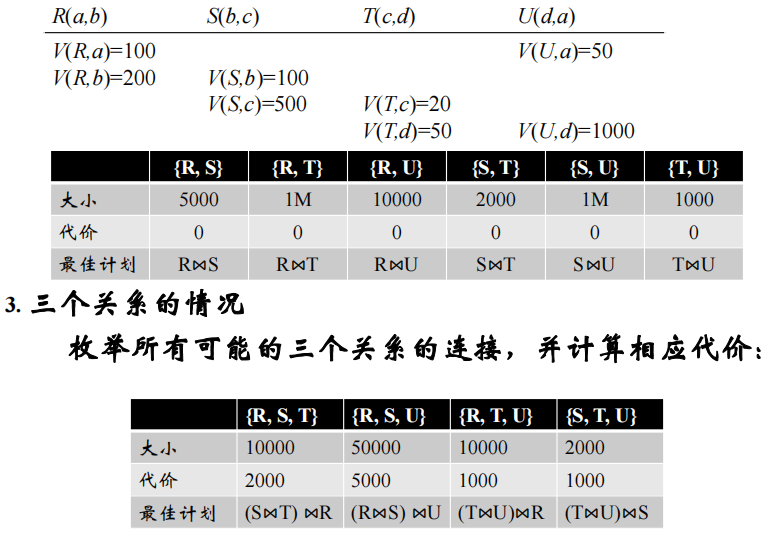 R(a,b) S(b,c) T(c,d) U(d,a)
V(R,a)=100 V(U,a)=50
V(R,b)=200 V(S,b)=100
V(S,c)=500 V(T,c)=20
V(T,d)=50 V(U,d)=1000
{R, S} {R, T} {R, U} {S, T} {S, U} {T, U}
大小 5000 1M 10000 2000 1M 1000
代价 0 0 0 0 0 0
最佳计划 R⋈S R⋈T R⋈U S⋈T S⋈U T⋈U
3. 三个关系的情况
枚举所有可能的三个关系的连接，并计算相应代价：
{R, S, T} {R, S, U} {R, T, U} {S, T, U}
大小 10000 50000 10000 2000
代价 2000 5000 1000 1000
最佳计划 (S⋈T) ⋈R (R⋈S) ⋈U (T⋈U)⋈R (T⋈U)⋈S